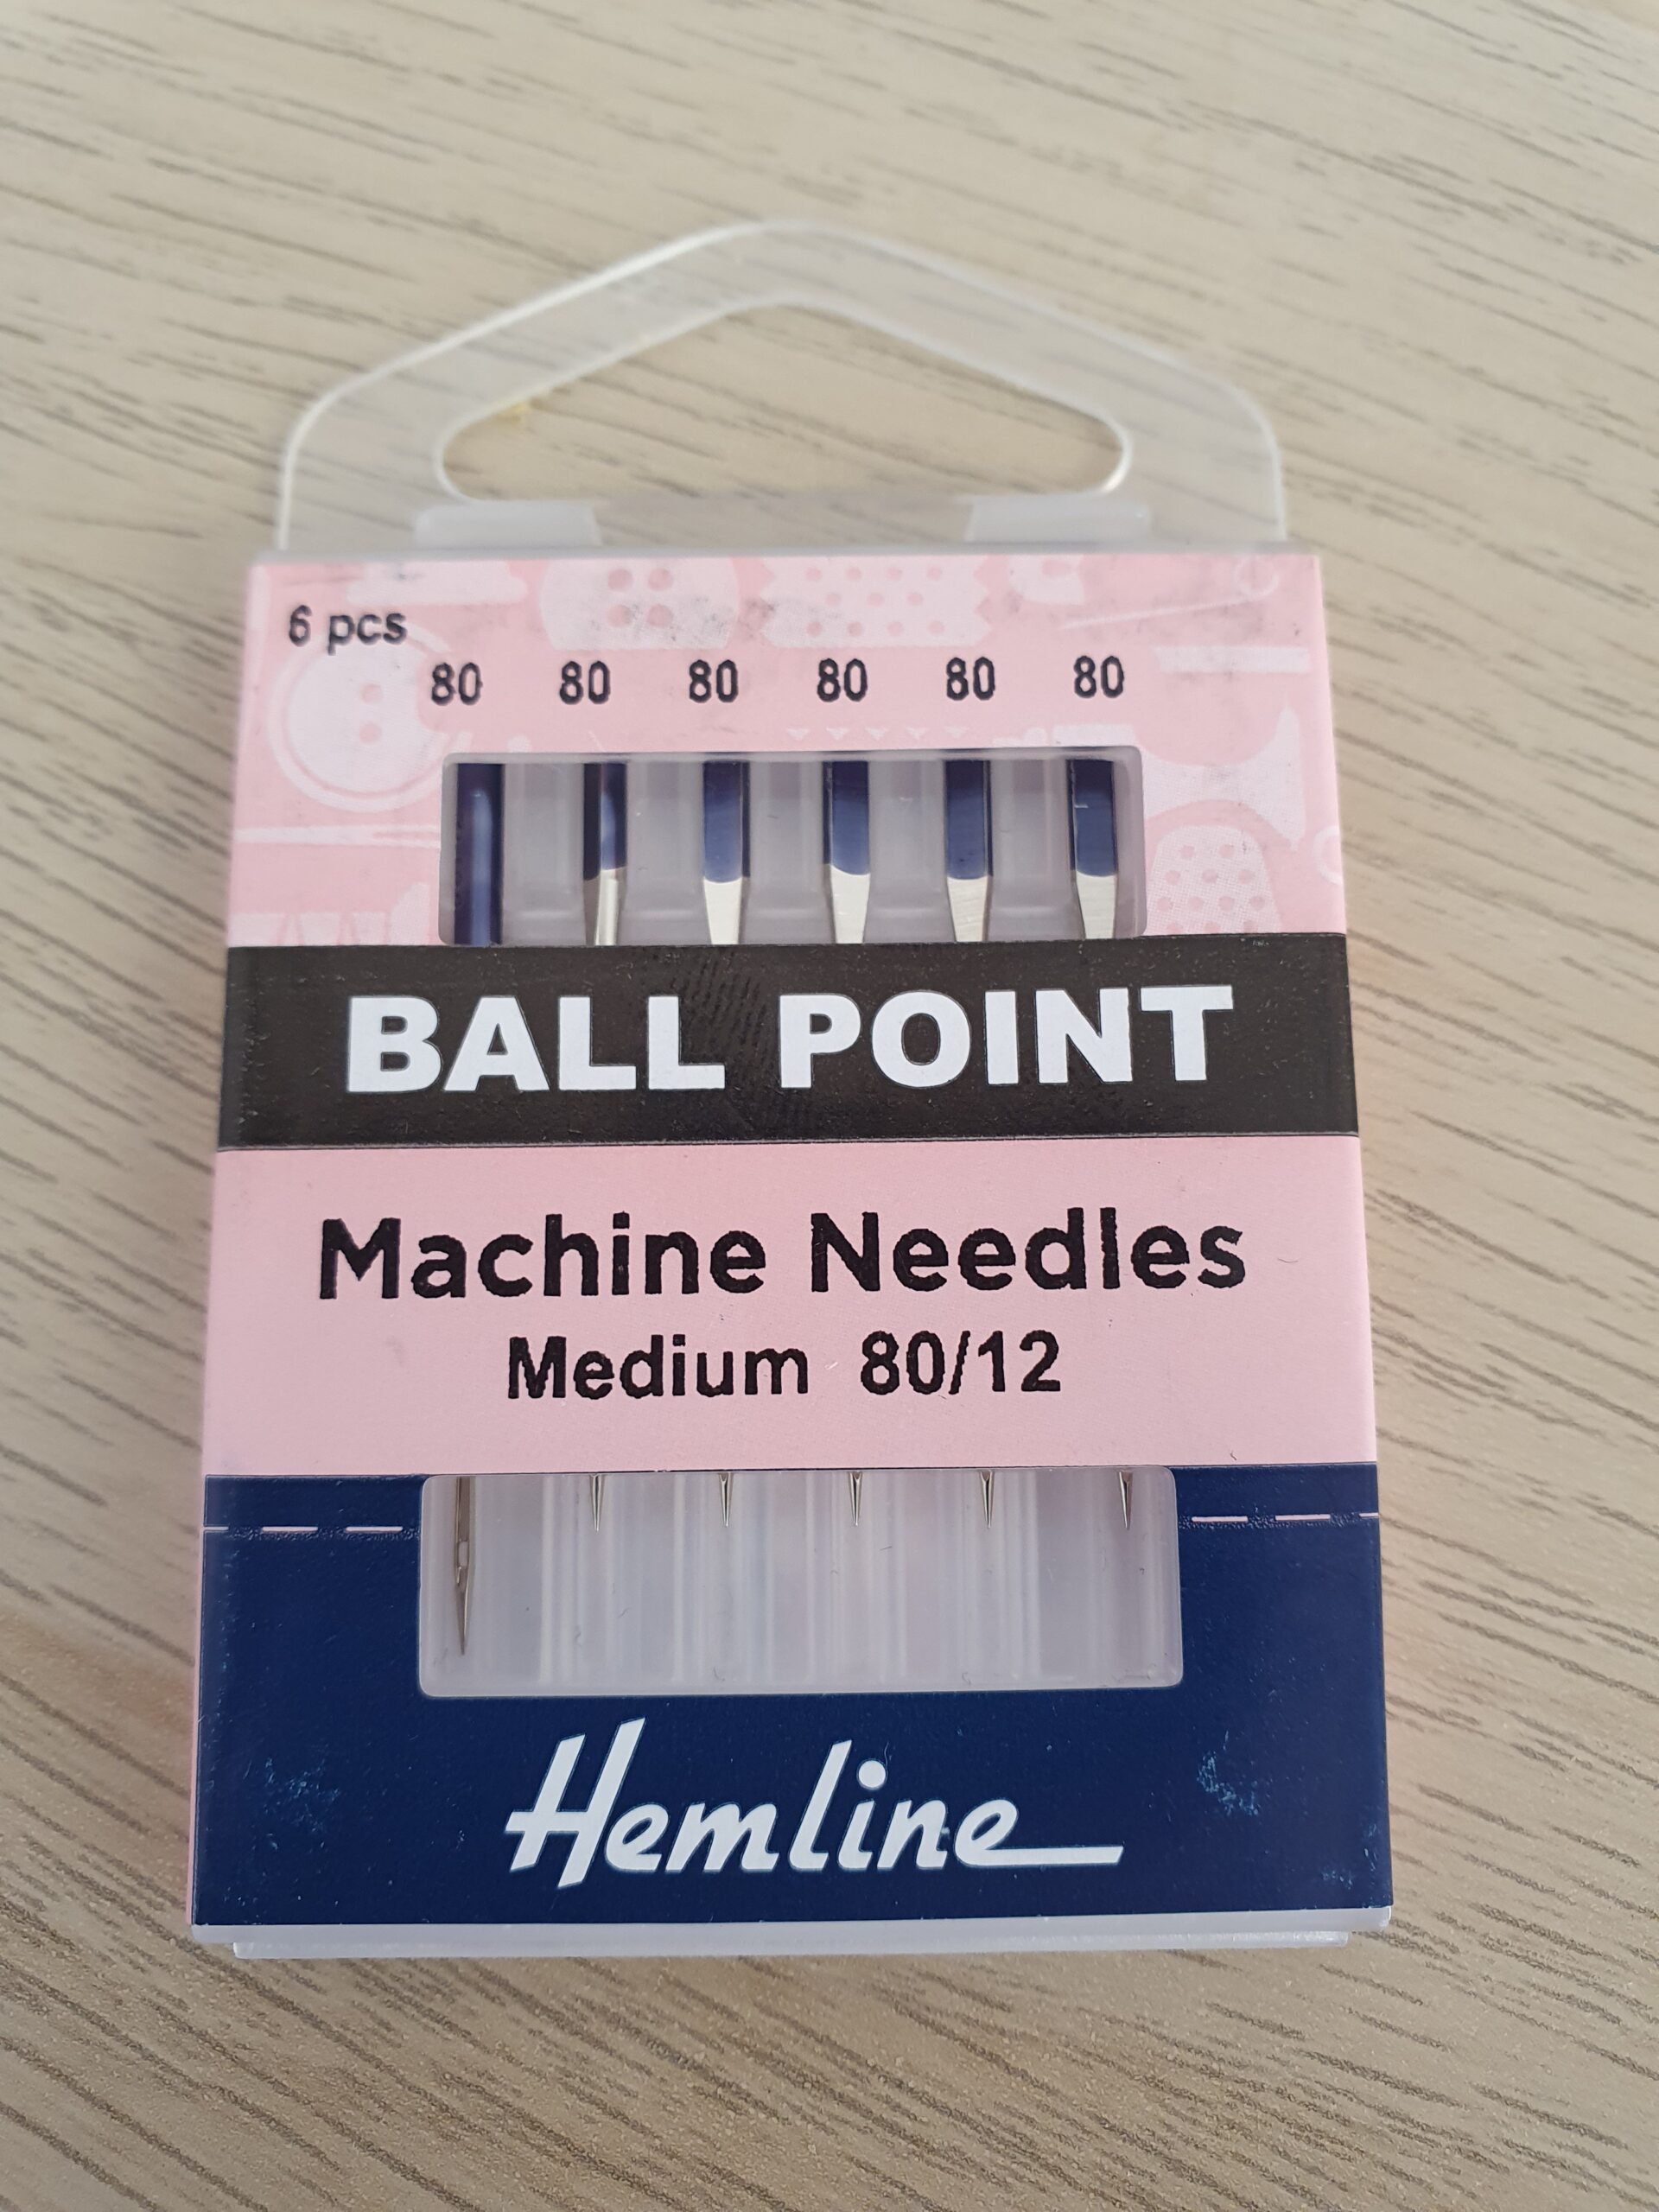 6 pcs
80 80 80 80 80 80
BALL POINT
Machine Needles
Medium 80/12
Hemline